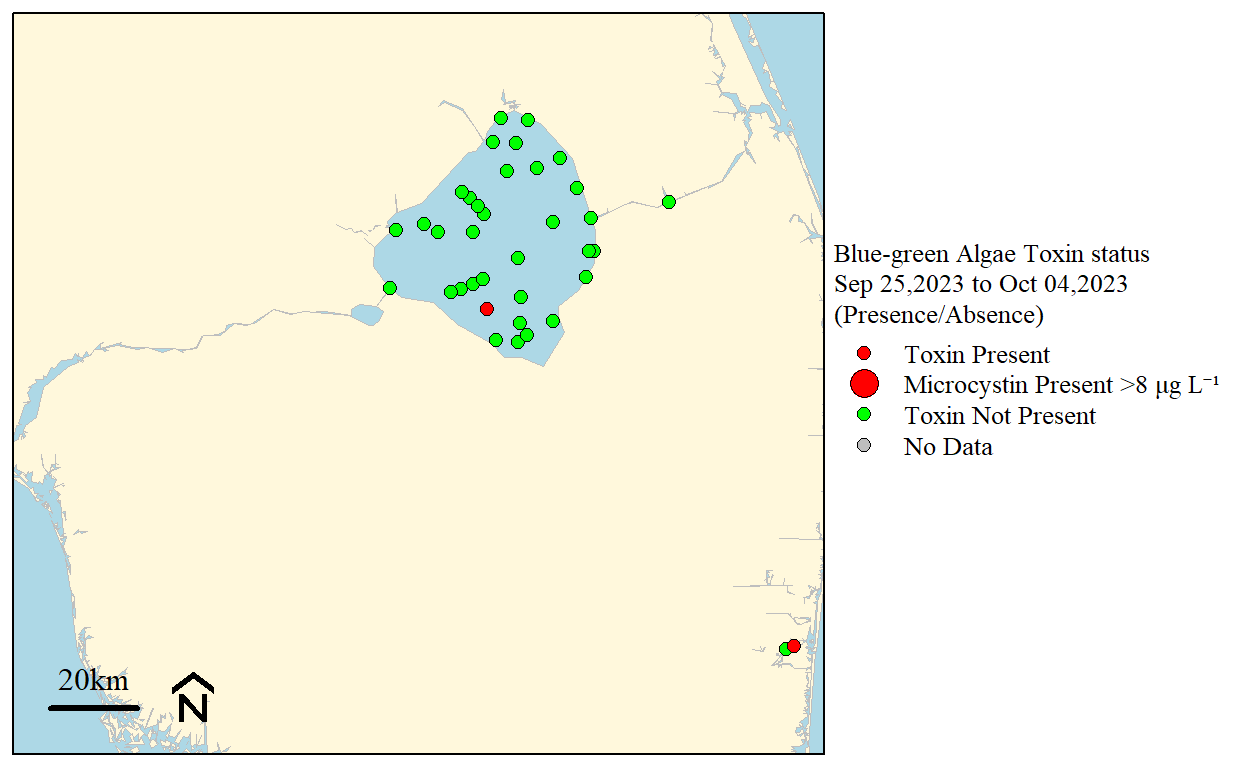 Blue-green Algae Toxin status
Sep 25,2023 to Oct 04,2023
(Presence/Absence)
Toxin Present
Microcystin Present >8 μg L⁻¹
Toxin Not Present
No Data
20km
N